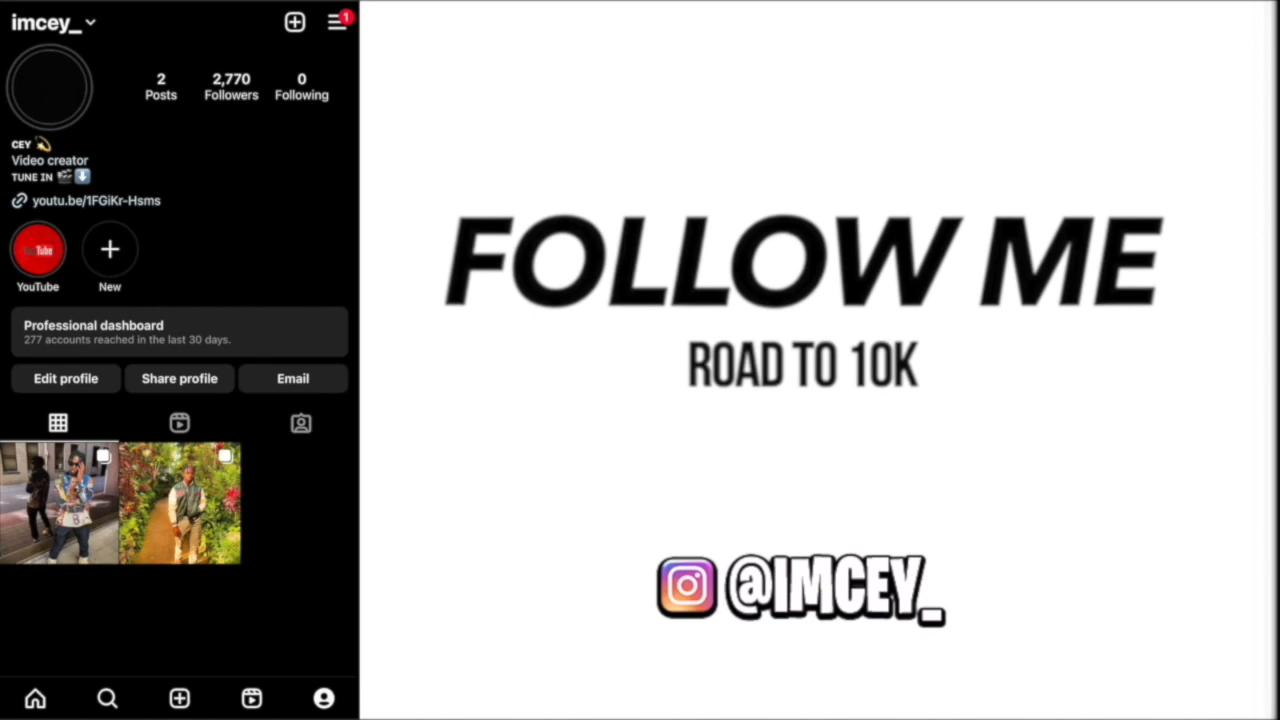 imcey_
1
2
2,770
0
Posts
Followers
Following
CEY
Video creator
TUNE IN
youtu.be/1FGiKr-Hsms
YouTube
YouTube
New
Professional dashboard
277 accounts reached in the last 30 days.
Edit profile
Share profile
Email
FOLLOW ME
ROAD TO 10K
@IMCEY_